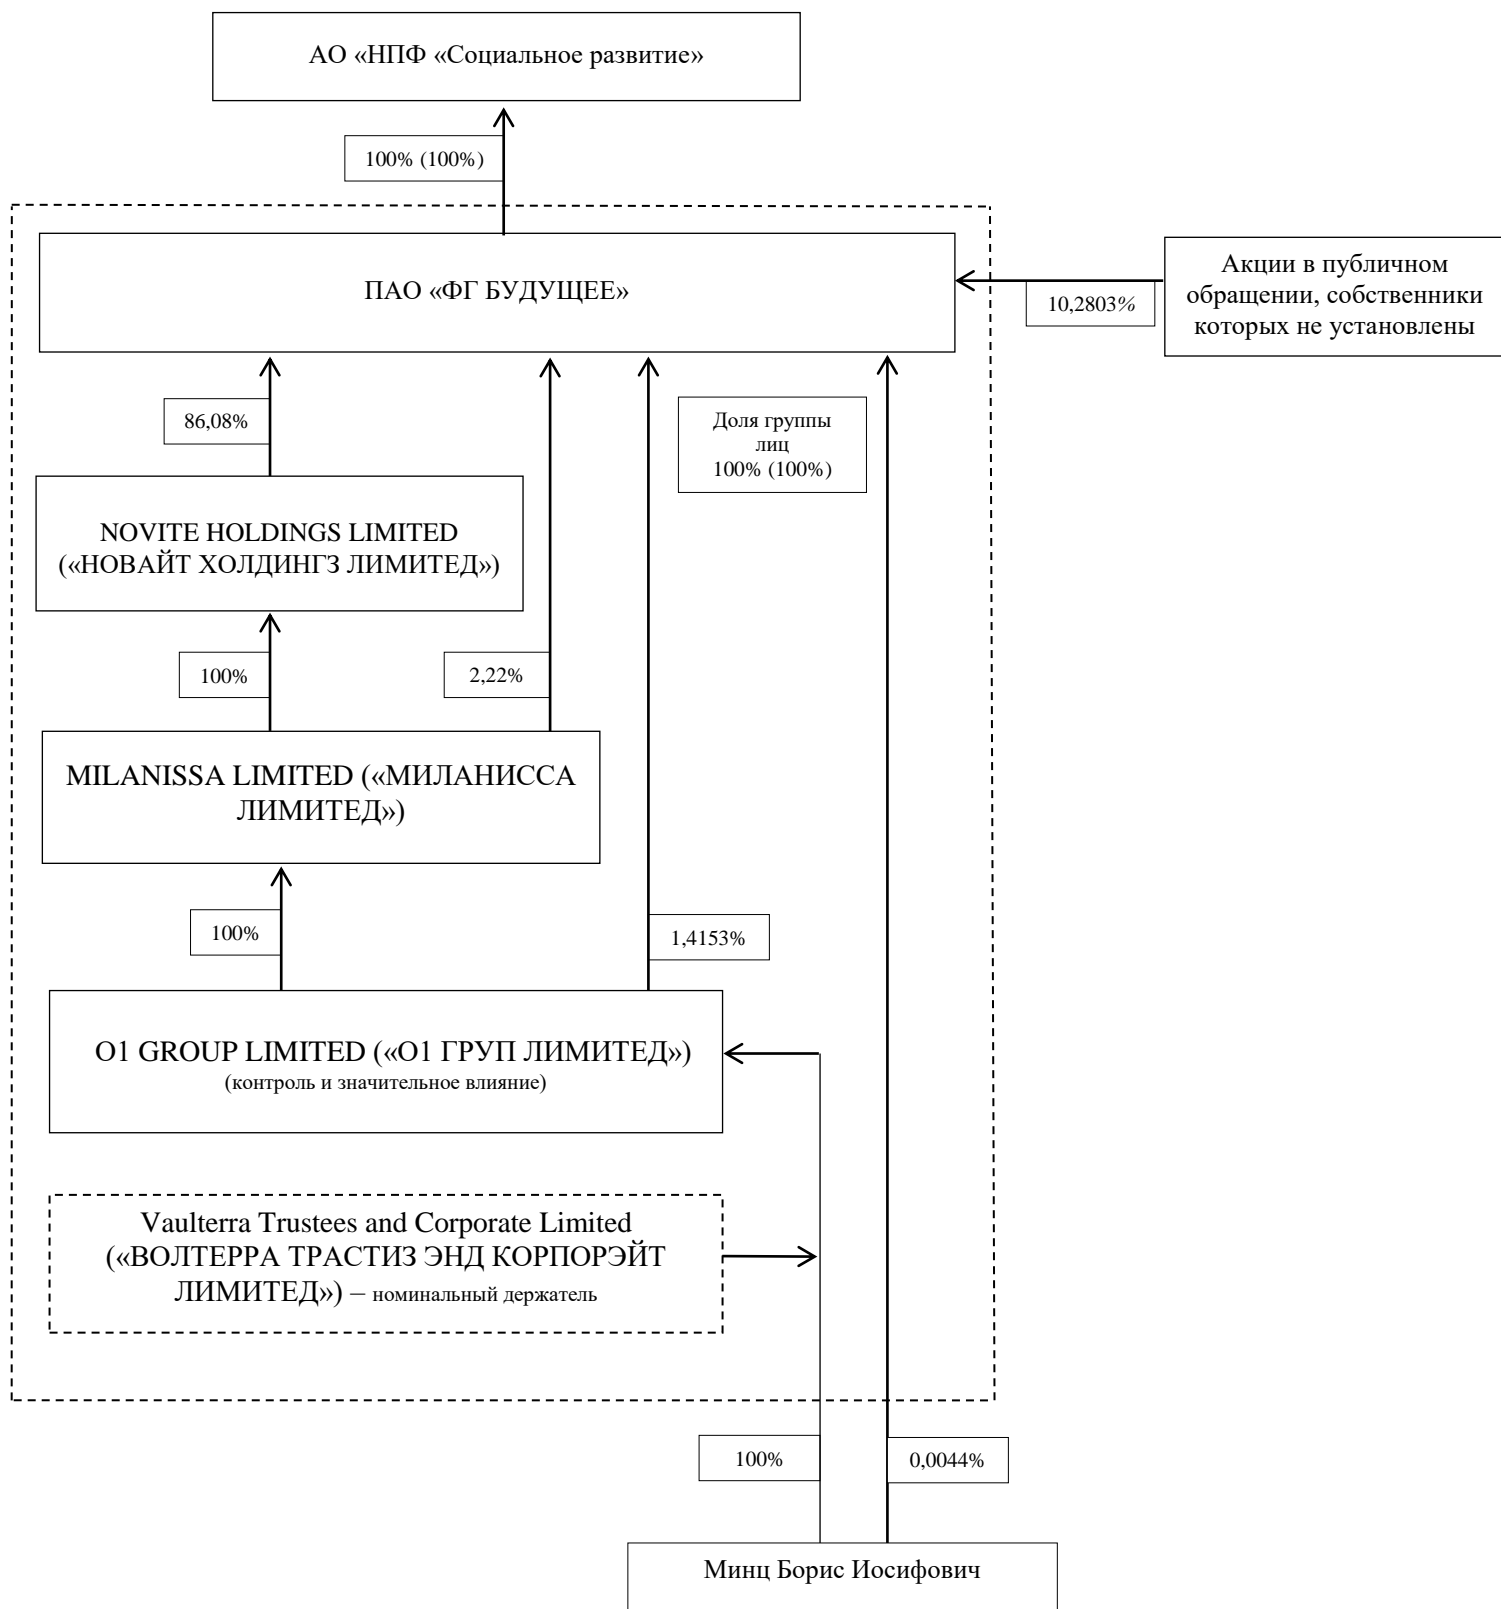 АО «НПФ «Социальное развитие»
100% (100%)
ПАО «ФГ БУДУЩЕЕ»
Акции в публичном
обращении, собственники
которых не установлены
10,2803%
86,08%
Доля группы
лиц
100% (100%)
NOVITE HOLDINGS LIMITED
(«НОВАЙТ ХОЛДИНГЗ ЛИМИТЕД»)
100%
2,22%
MILANISSA LIMITED («МИЛАНИССА
ЛИМИТЕД»)
100%
1,4153%
O1 GROUP LIMITED («О1 ГРУП ЛИМИТЕД»)
(контроль и значительное влияние)
Vaulterra Trustees and Corporate Limited
(«ВОЛТЕРРА ТРАСТИЗ ЭНД КОРПОРЭЙТ
ЛИМИТЕД») – номинальный держатель
100%
0,0044%
Минц Борис Иосифович